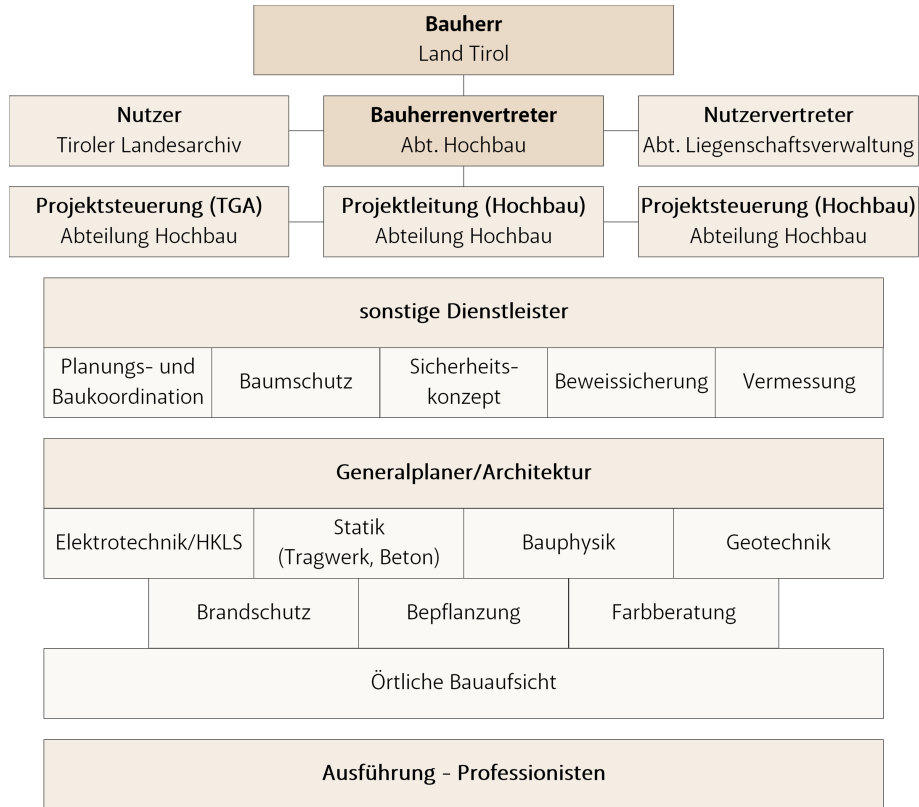 Bauherr
Land Tirol
Nutzer
Tiroler Landesarchiv
Bauherrenvertreter
Abt. Hochbau
Nutzervertreter
Abt. Liegenschaftsverwaltung
Projektsteuerung (TGA)
Abteilung Hochbau
Projektleitung (Hochbau)
Abteilung Hochbau
Projektsteuerung (Hochbau)
Abteilung Hochbau
sonstige Dienstleister
Planungs- und
Baukoordination
Baumschutz
Sicherheits-
konzept
Beweissicherung
Vermessung
Generalplaner/Architektur
Elektrotechnik/HKLS
Statik
(Tragwerk, Beton)
Bauphysik
Geotechnik
Brandschutz
Bepflanzung
Farbberatung
Örtliche Bauaufsicht
Ausführung - Professionisten